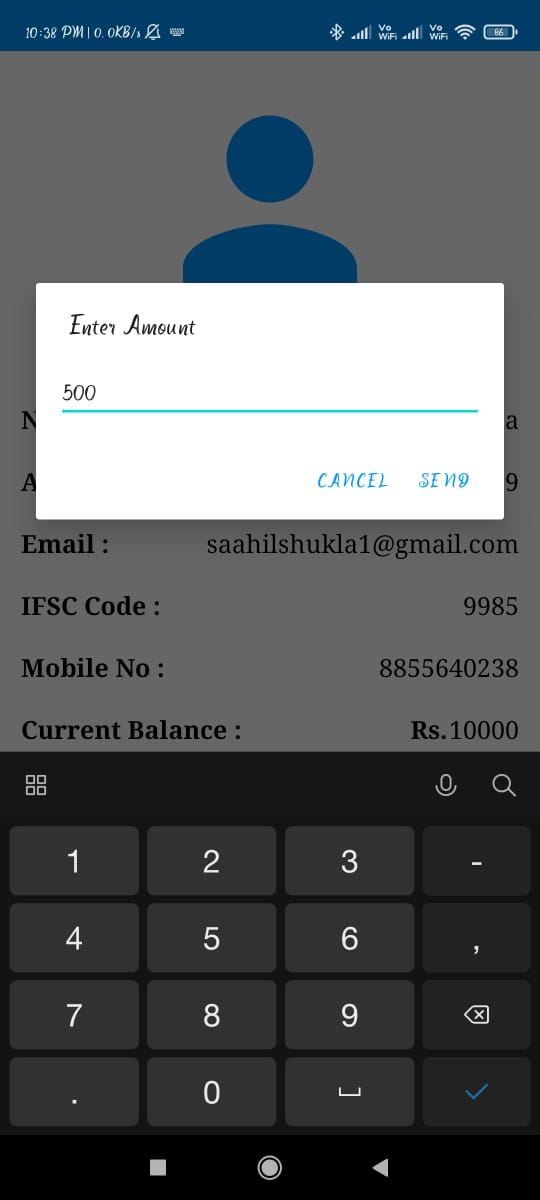 10:38 PM | 0.0KB/s
Vo WiFi Vo WiFi 86
Enter Amount
500
N a
CANCEL SEND
A 9
Email : saahilshukla1@gmail.com
IFSC Code : 9985
Mobile No : 8855640238
Current Balance : Rs.10000
1 2 3 -
4 5 6 ,
7 8 9
. 0